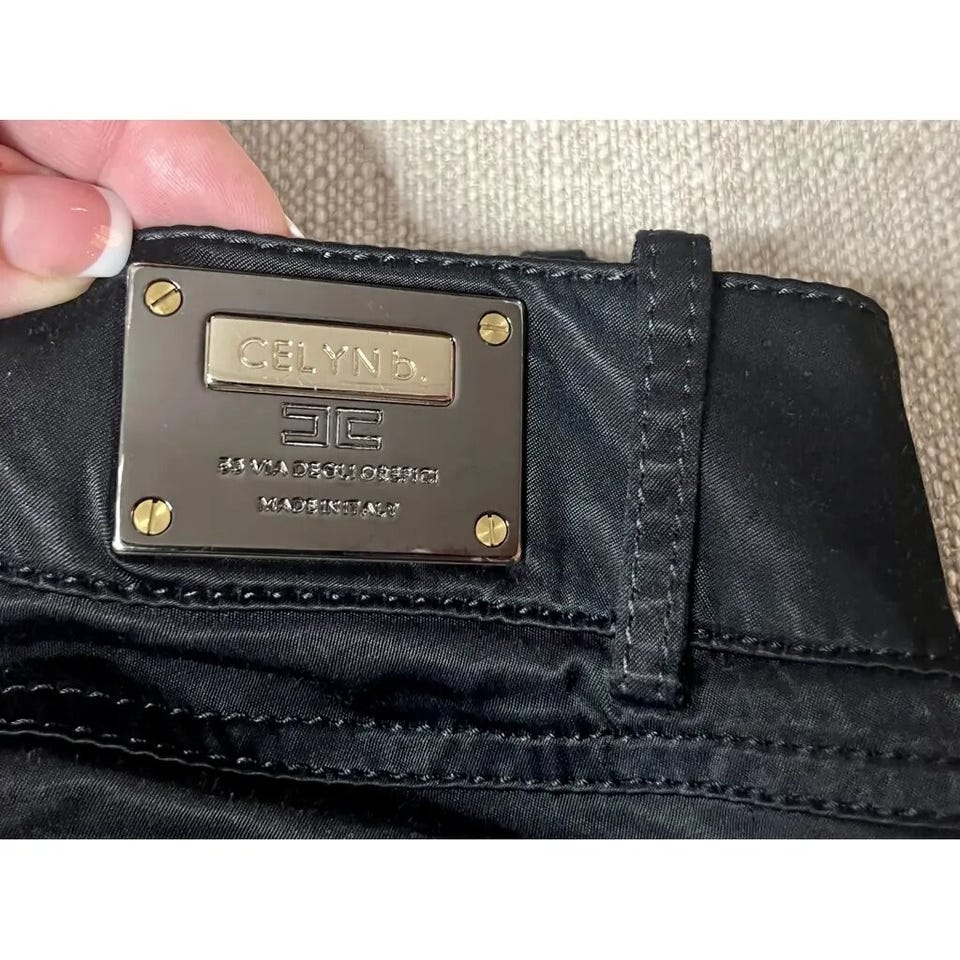 CELYN b.
55 VIA DEGLI OREFICI
MADE IN ITALY